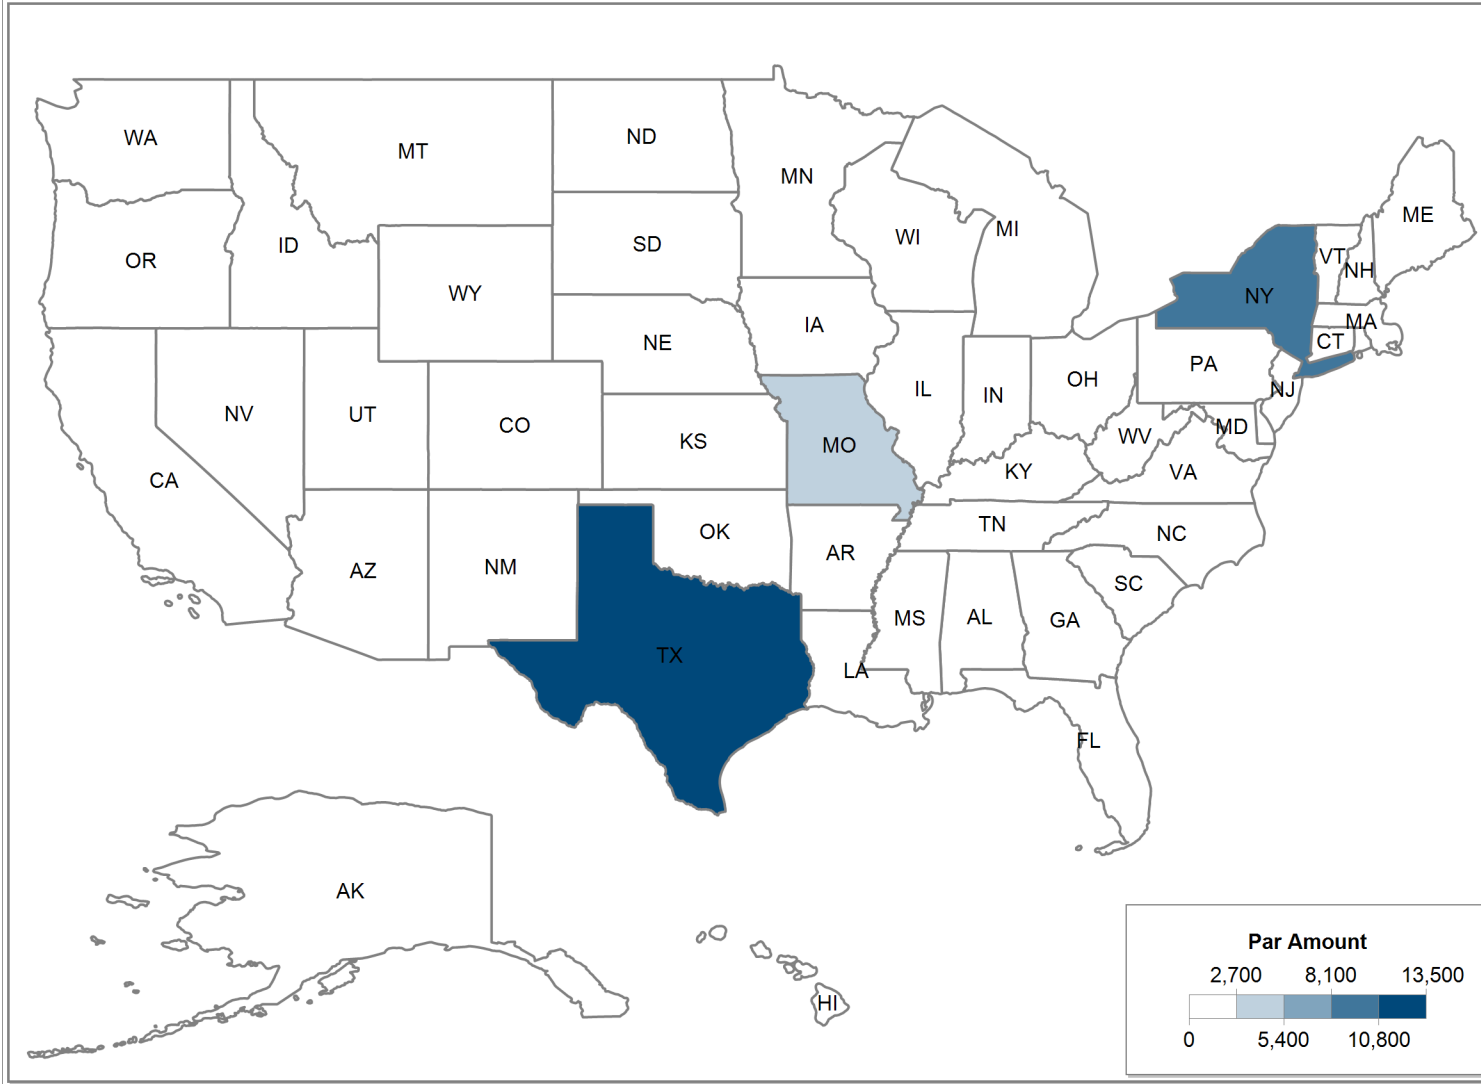 WA
MT
ND
MN
ME
OR
ID
SD
WI
MI
VT
NH
WY
NY
IA
MA
NE
CT
PA
OH
NV
UT
CO
IL
IN
NJ
KS
MO
WV
MD
CA
KY
VA
OK
TN
NC
AZ
NM
AR
SC
MS
AL
GA
TX
LA
FL
AK
HI
Par Amount
2,700 8,100 13,500
0 5,400 10,800